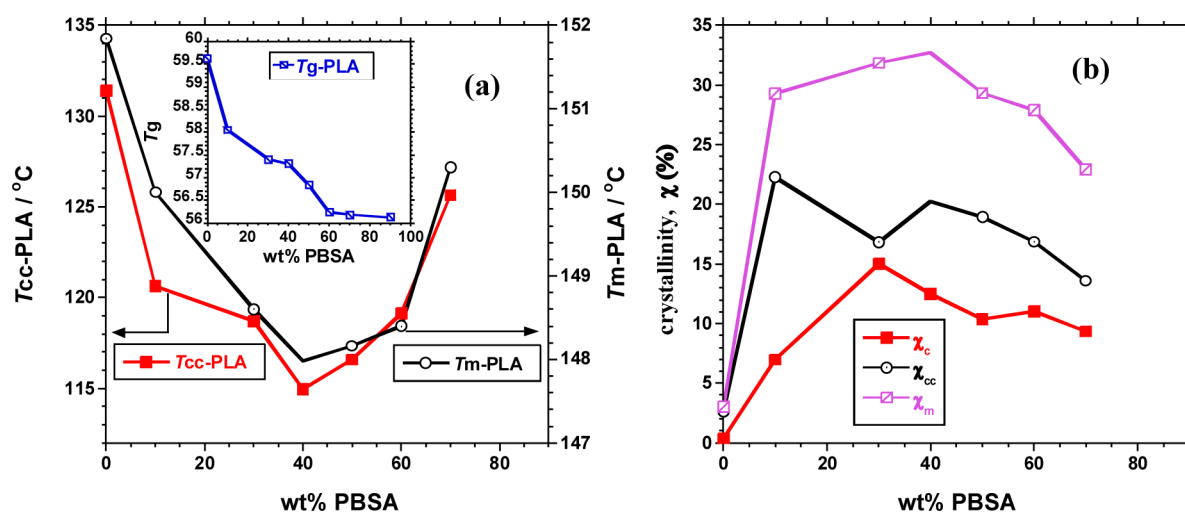 (a)
Tcc-PLA / °C
135
130
125
120
115
0
20
40
60
80
wt% PBSA
152
151
150
149
148
147
Tm-PLA / °C
Tcc-PLA
Tm-PLA
Tg
60
59.5
59
58.5
58
57.5
57
56.5
56
0
20
40
60
80
100
wt% PBSA
Tg-PLA
(b)
crystallinity, χ (%)
35
30
25
20
15
10
5
0
0
20
40
60
80
wt% PBSA
χc
χcc
χm